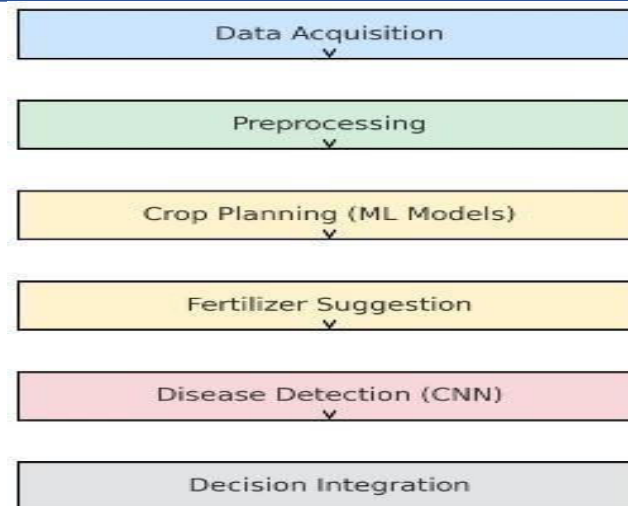 Data Acquisition
Preprocessing
Crop Planning (ML Models)
Fertilizer Suggestion
Disease Detection (CNN)
Decision Integration